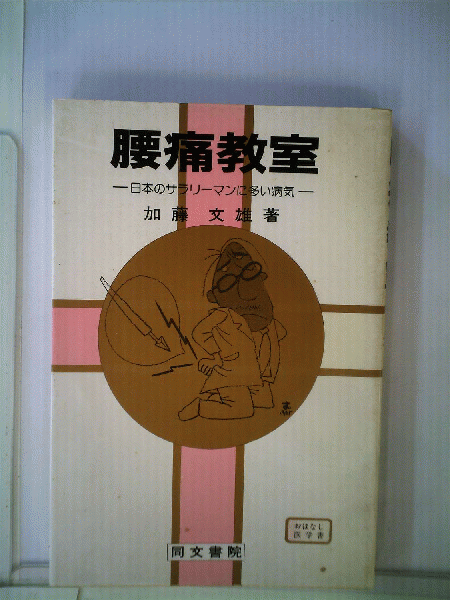 腰痛教室
―日本のサラリーマンに多い病気―
加藤 文雄 著
おはなし
医学書
同文書院